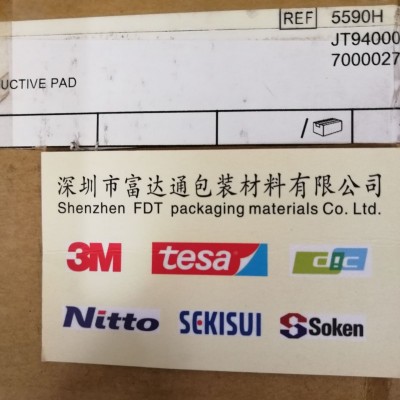 REF 5590H
JT94000
7000027
UCTIVE PAD
/
深圳市富达通包装材料有限公司
Shenzhen FDT packaging materials Co. Ltd.
3M tesa dic
Nitto SEKISUI Soken